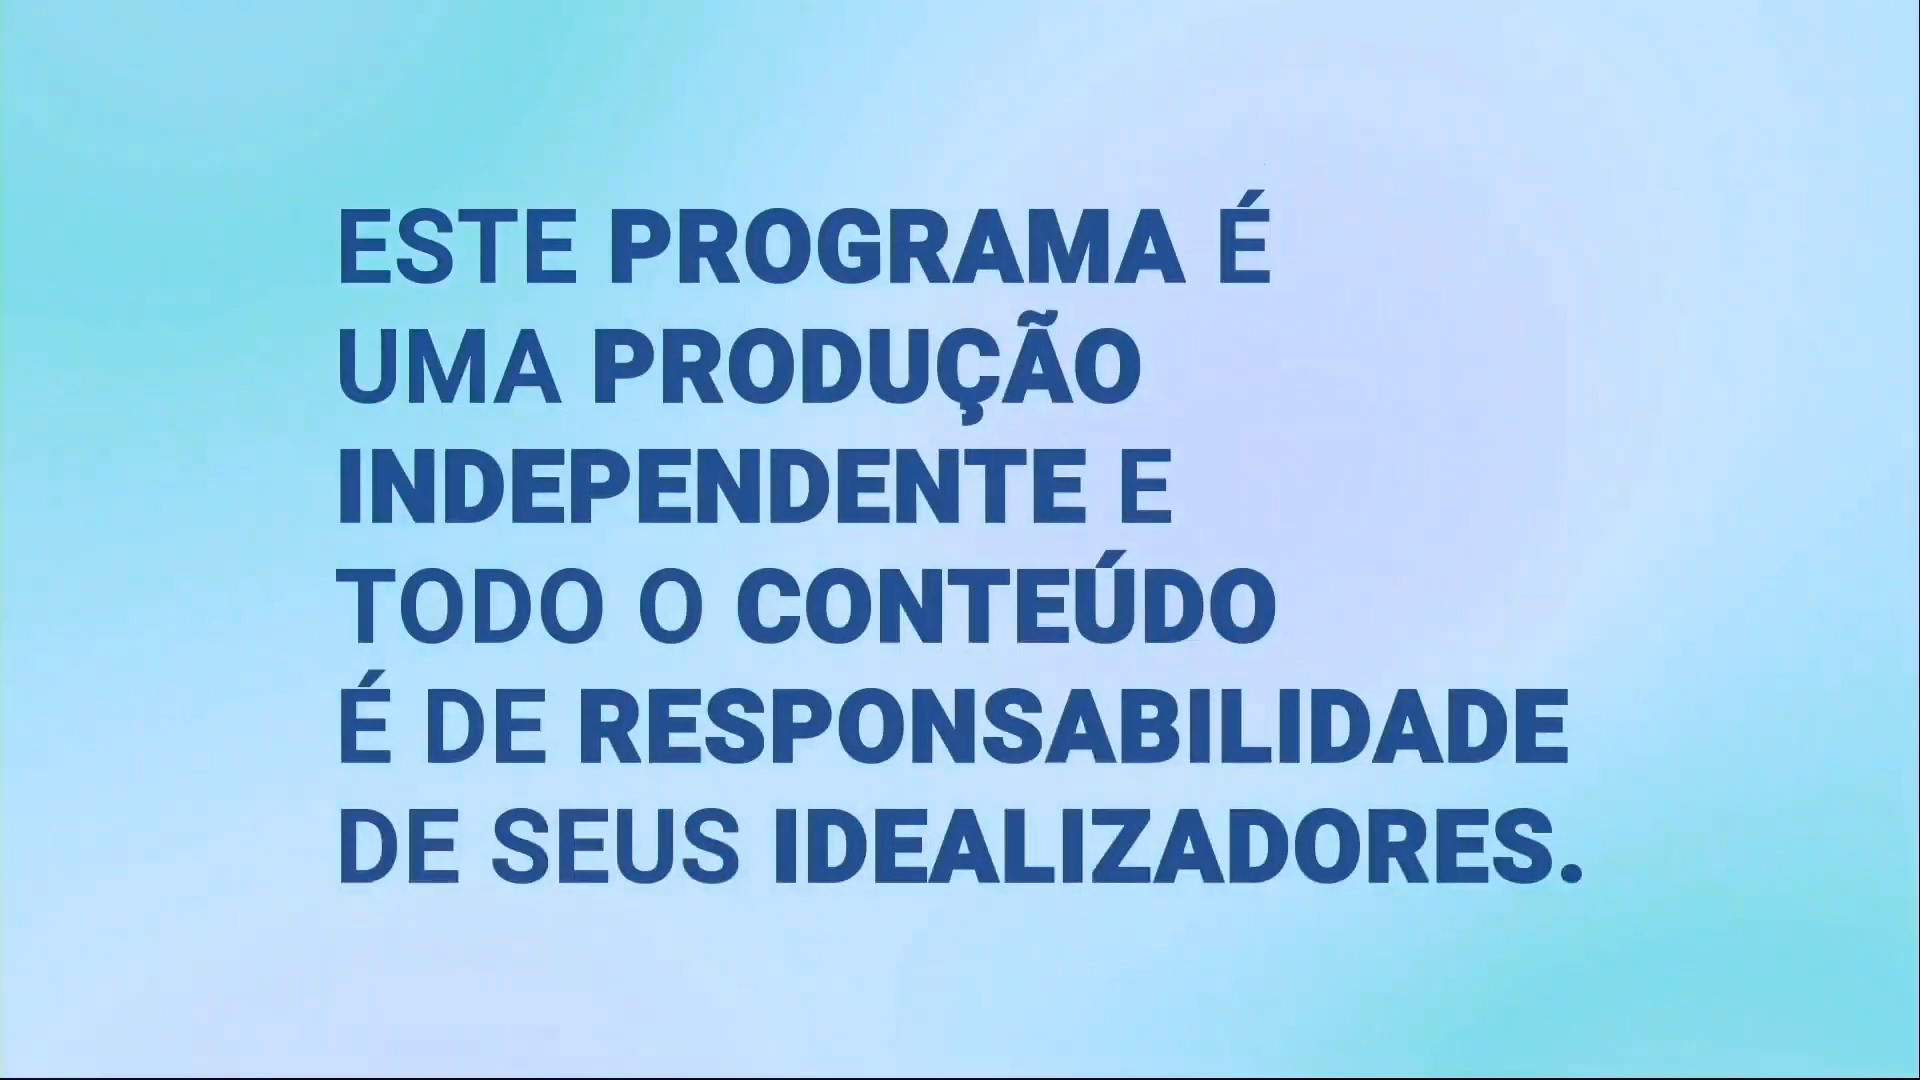 ESTE PROGRAMA É
UMA PRODUÇÃO
INDEPENDENTE E
TODO O CONTEÚDO
É DE RESPONSABILIDADE
DE SEUS IDEALIZADORES.